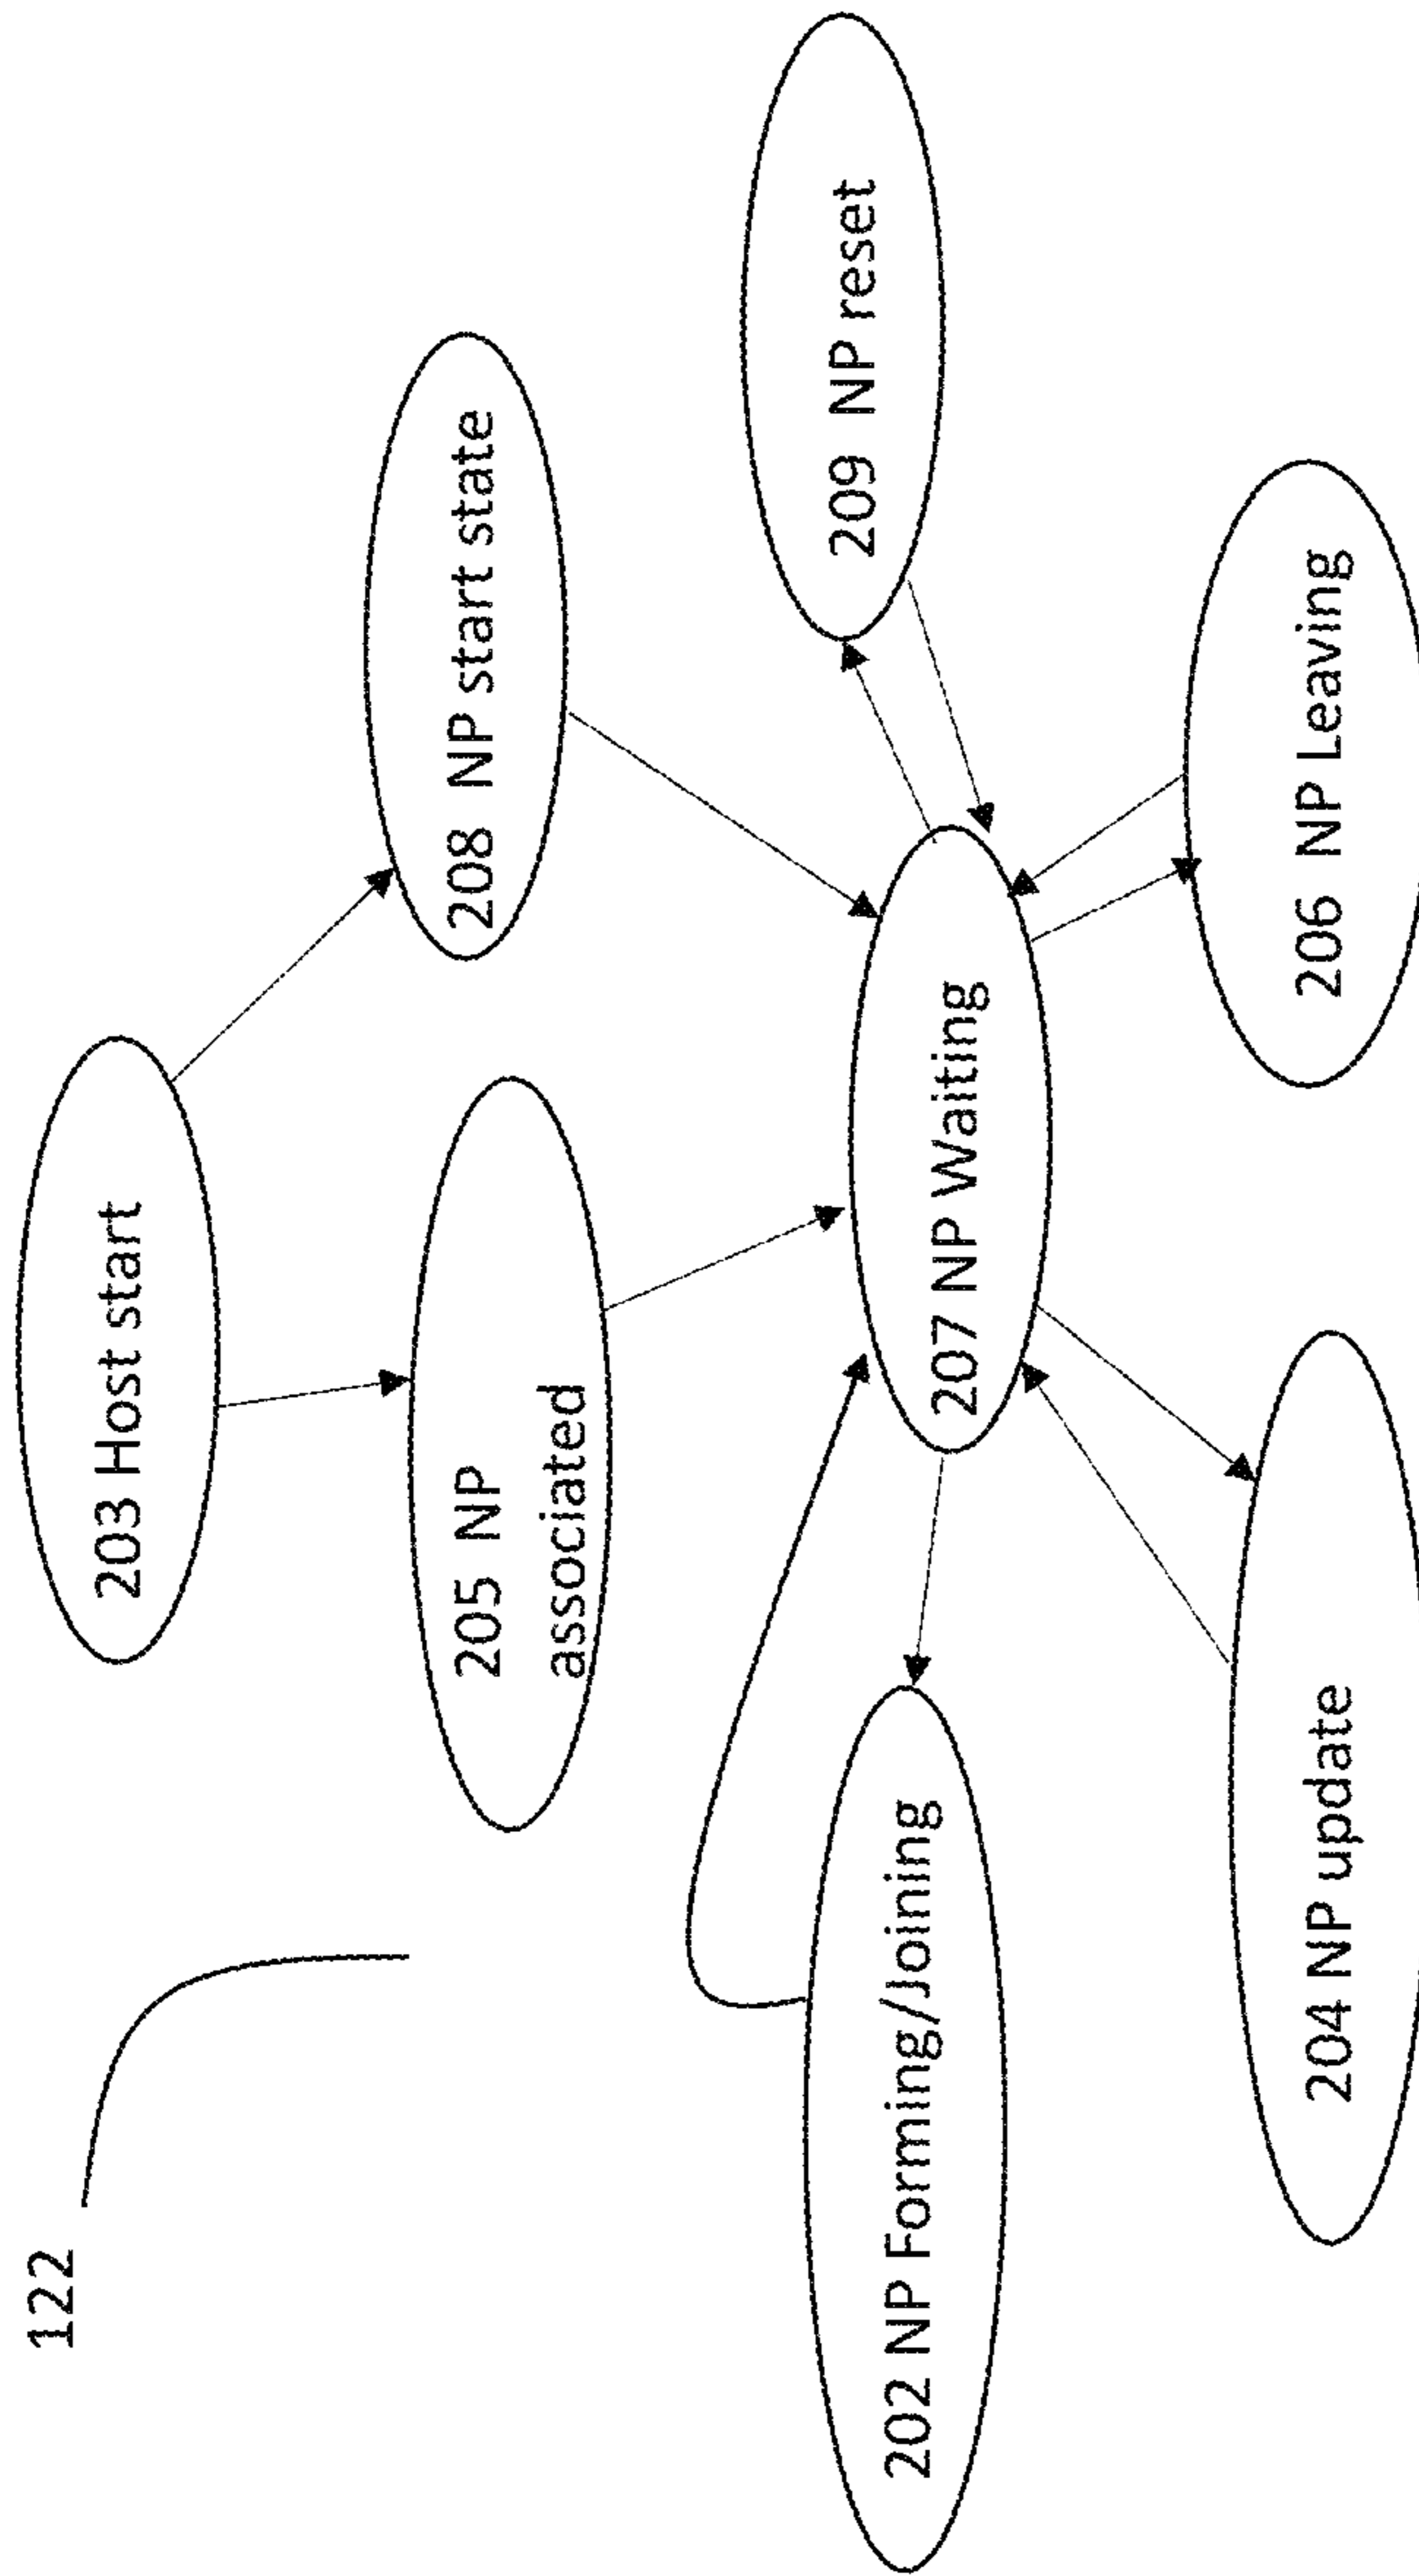 122
203 Host start
205 NP
associated
208 NP start state
202 NP Forming/Joining
207 NP Waiting
209 NP reset
204 NP update
206 NP Leaving